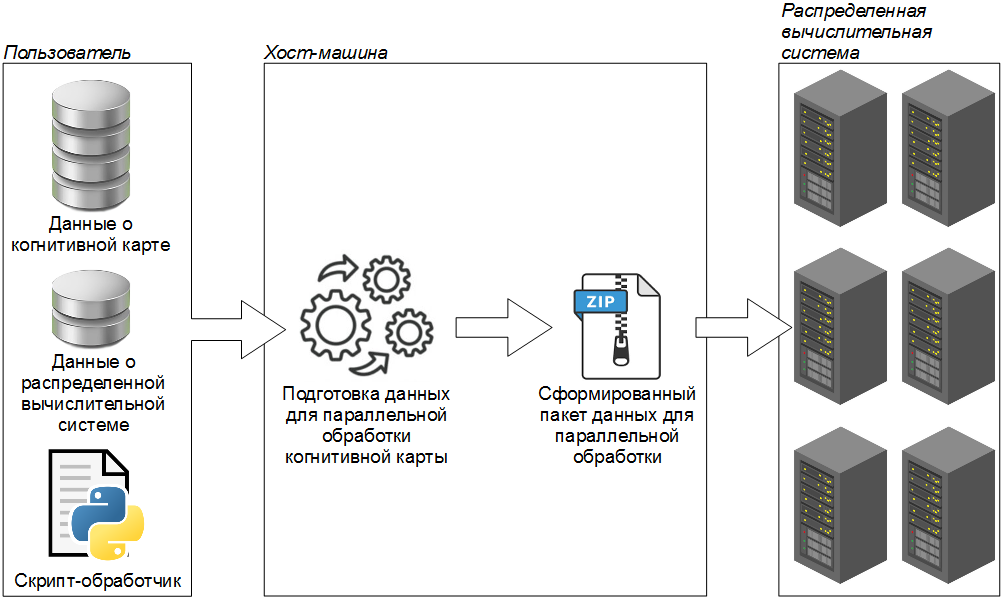 Пользователь
Хост-машина
Распределенная
вычислительная
система
Данные о
когнитивной карте
Данные о
распределенной
вычислительной
системе
Скрипт-обработчик
Подготовка данных
для параллельной
обработки
когнитивной карты
ZIP
Сформированный
пакет данных для
параллельной
обработки